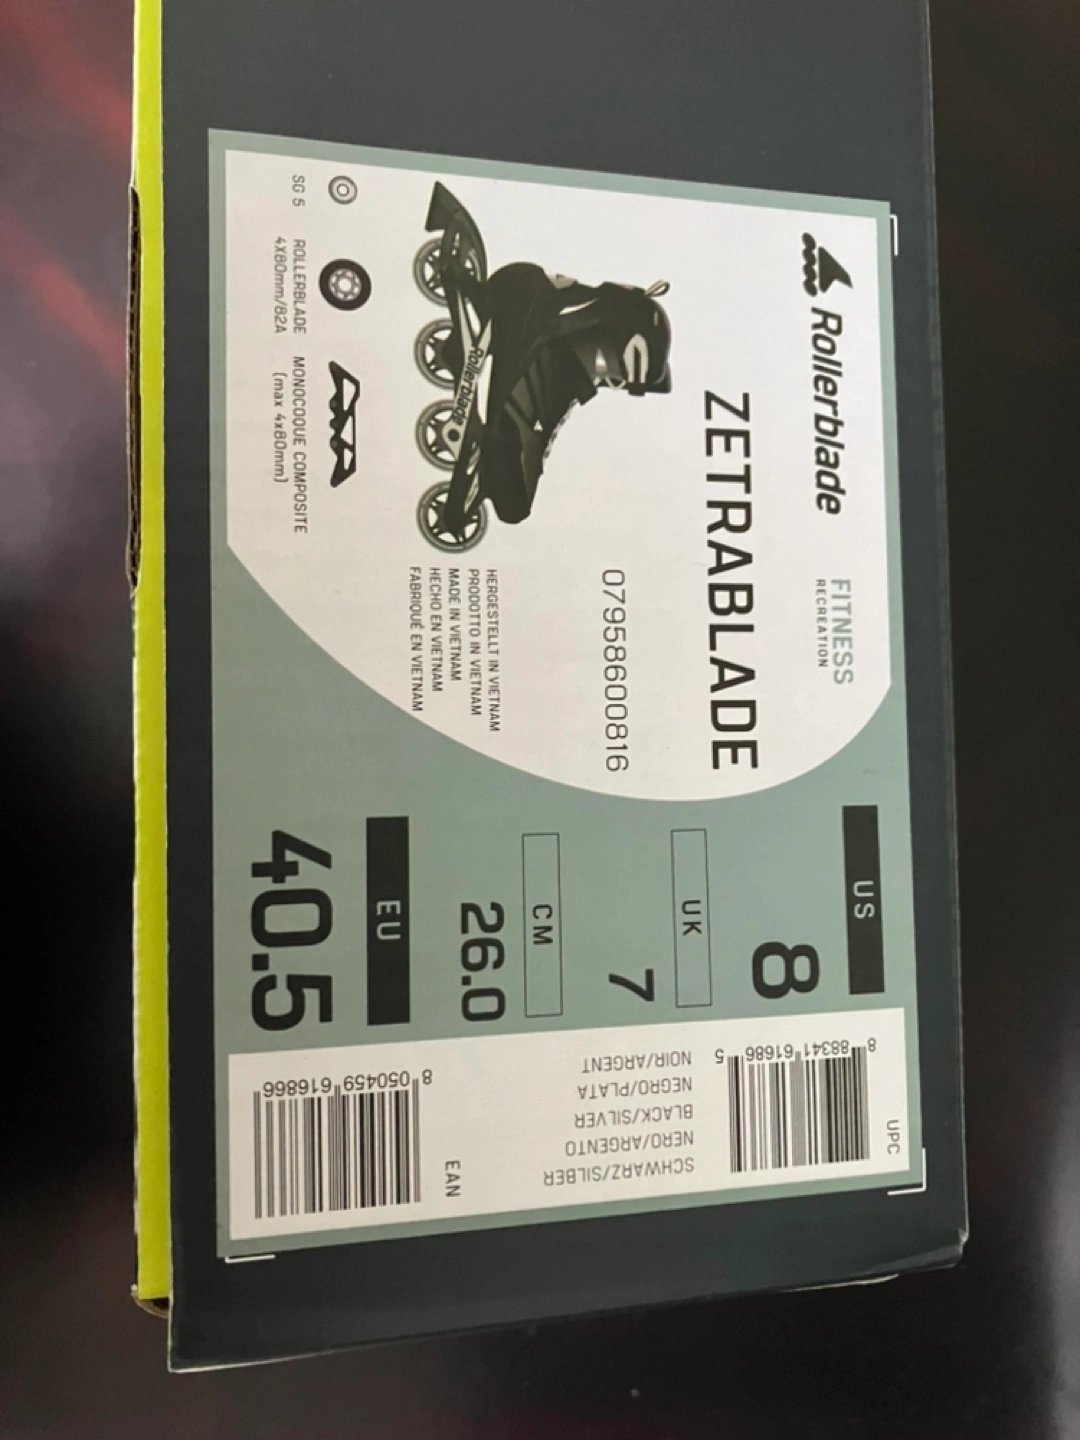 Rollerblade
FITNESS
RECREATION
ZETRABLADE
07958600816
Rollerblade
HERGESTELLT IN VIETNAM
PRODOTTO IN VIETNAM
MADE IN VIETNAM
HECHO EN VIETNAM
FABRIQUÉ EN VIETNAM
SG 5
ROLLERBLADE
4X80mm/82A
MONOCOQUE COMPOSITE
(max 4x80mm)
US
8
UK
7
CM
26.0
EU
40.5
UPC
8 88341 61686 5
SCHWARZ/SILBER
NERO/ARGENTO
BLACK/SILVER
NEGRO/PLATA
NOIR/ARGENT
EAN
8 050459 616866